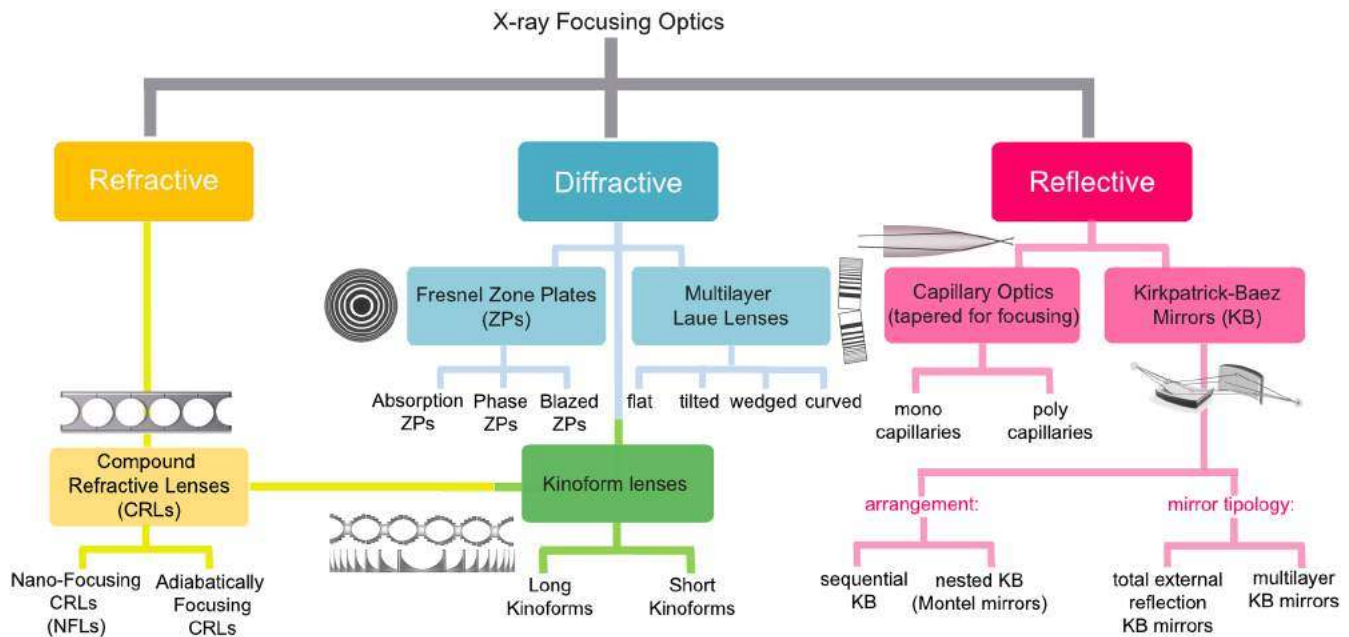 X-ray Focusing Optics
Refractive
Diffractive
Reflective
Fresnel Zone Plates
(ZPs)
Multilayer
Laue Lenses
Capillary Optics
(tapered for focusing)
Kirkpatrick-Baez
Mirrors (KB)
Absorption
ZPs
Phase
ZPs
Blazed
ZPs
flat
tilted
wedged
curved
mono
capillaries
poly
capillaries
Compound
Refractive Lenses
(CRLs)
Kinoform lenses
arrangement:
mirror tipology:
Nano-Focusing
CRLs
(NFLs)
Adiabatically
Focusing
CRLs
Long
Kinoforms
Short
Kinoforms
sequential
KB
nested KB
(Montel mirrors)
total external
reflection
KB mirrors
multilayer
KB mirrors